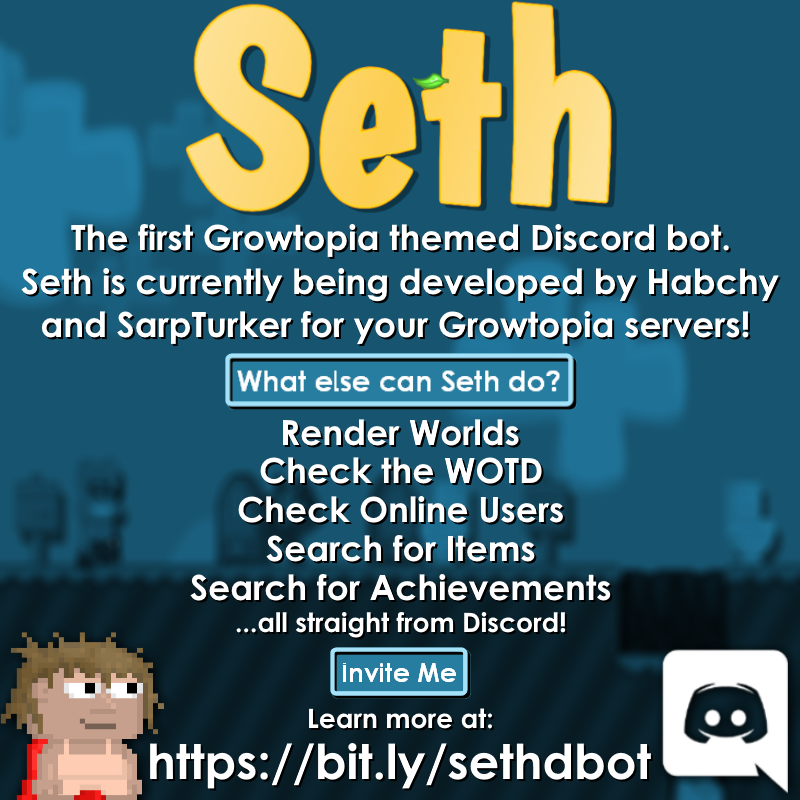 Seth
The first Growtopia themed Discord bot.
Seth is currently being developed by Habchy
and SarpTurker for your Growtopia servers!
What else can Seth do?
Render Worlds
Check the WOTD
Check Online Users
Search for Items
Search for Achievements
...all straight from Discord!
Invite Me
Learn more at:
https://bit.ly/sethdbot